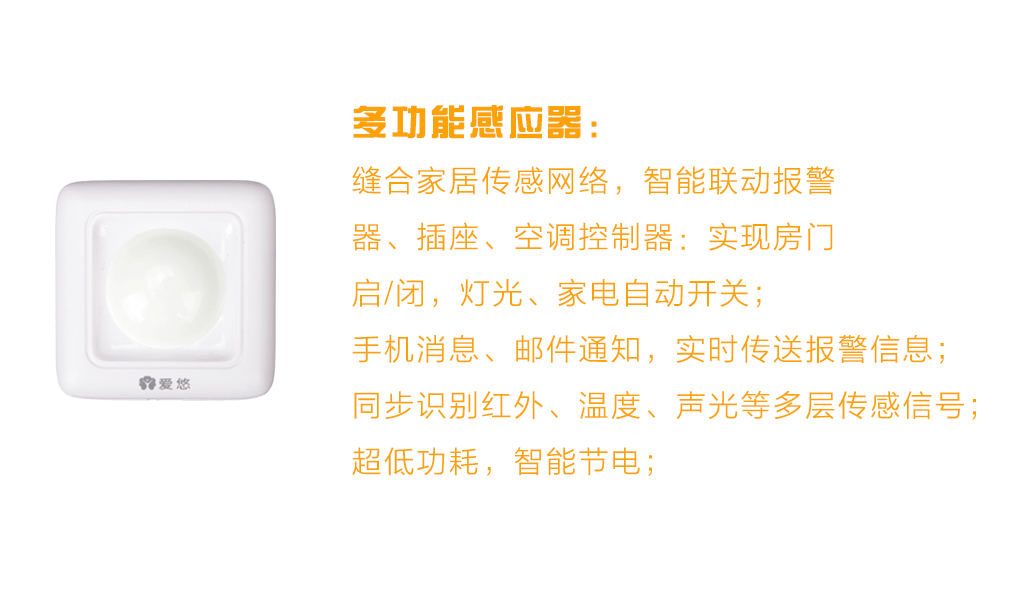 多功能感应器：
缝合家居传感网络，智能联动报警
器、插座、空调控制器：实现房门
启/闭，灯光、家电自动开关；
手机消息、邮件通知，实时传送报警信息；
同步识别红外、温度、声光等多层传感信号；
超低功耗，智能节电；
爱悠